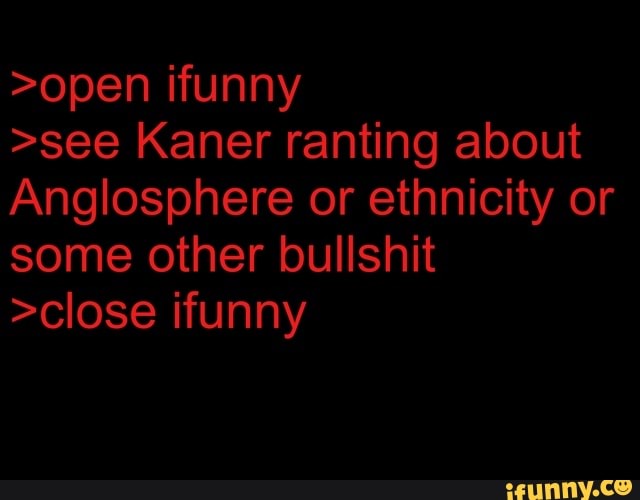 >open ifunny
>see Kaner ranting about
Anglosphere or ethnicity or
some other bullshit
>close ifunny
ifunny.co